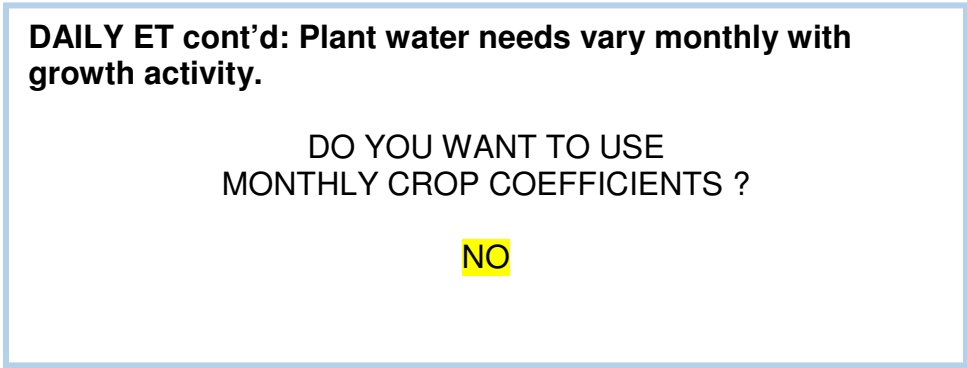 DAILY ET cont’d: Plant water needs vary monthly with
growth activity.
DO YOU WANT TO USE
MONTHLY CROP COEFFICIENTS ?
NO